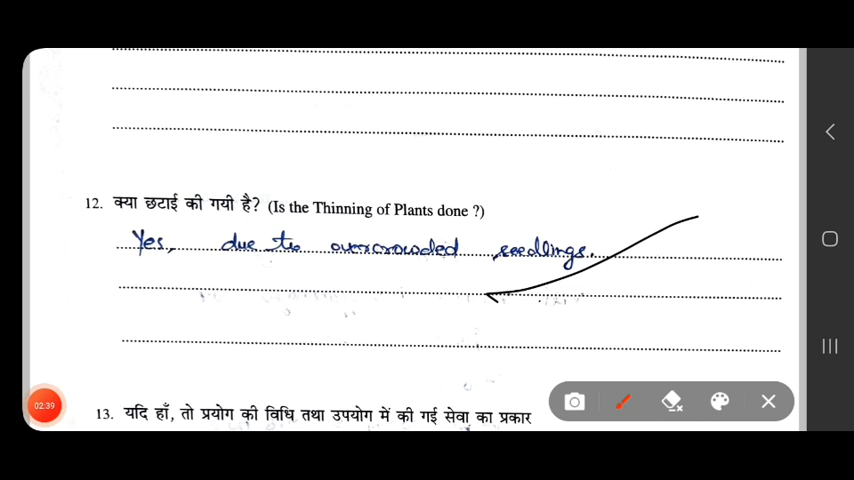 12. क्या छटाई की गयी है? (Is the Thinning of Plants done ?)
Yes, due to overcrowded seedlings.
13. यदि हाँ, तो प्रयोग की विधि तथा उपयोग में की गई सेवा का प्रकार
02:39